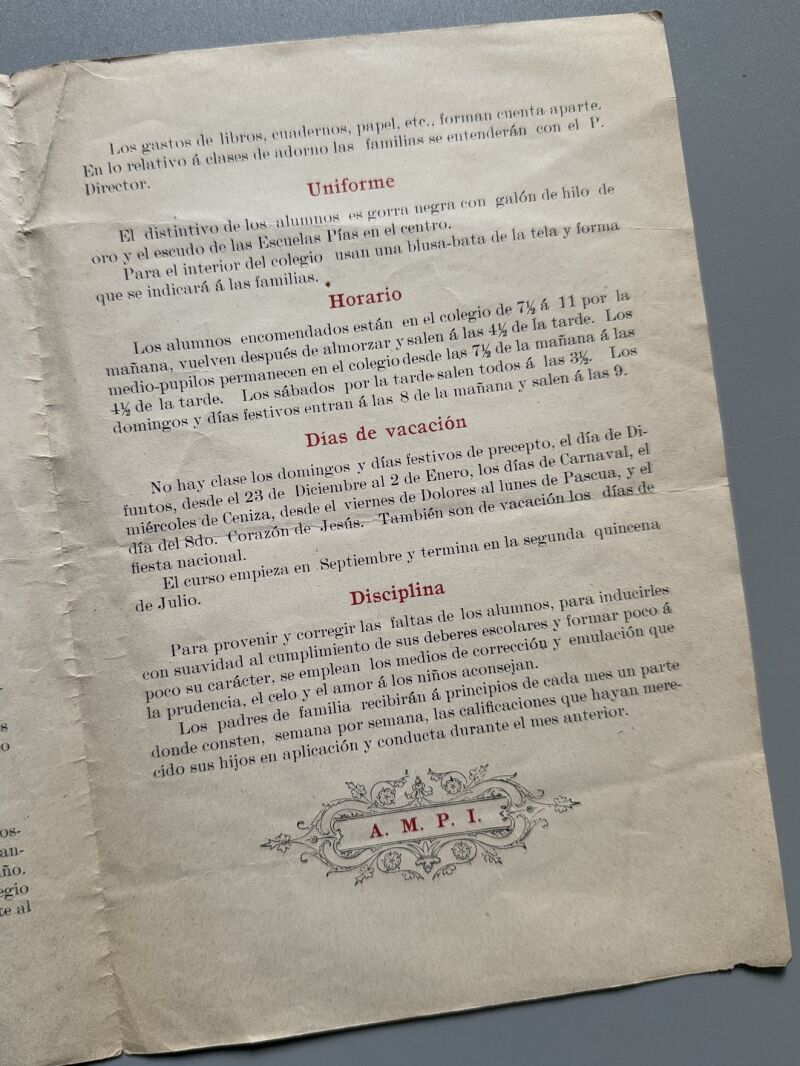 Los gastos de libros, cuadernos, papel, etc., forman cuenta aparte.
En lo relativo á clases de adorno las familias se entenderán con el P.
Director.
Uniforme
El distintivo de los alumnos es gorra negra con galón de hilo de
oro y el escudo de las Escuelas Pías en el centro.
Para el interior del colegio usan una blusa-bata de la tela y forma
que se indicará á las familias.
Horario
Los alumnos encomendados están en el colegio de 7½ á 11 por la
mañana, vuelven después de almorzar y salen á las 4½ de la tarde. Los
medio-pupilos permanecen en el colegio desde las 7½ de la mañana á las
4½ de la tarde. Los sábados por la tarde salen todos á las 3½. Los
domingos y días festivos entran á las 8 de la mañana y salen á las 9.
Días de vacación
No hay clase los domingos y días festivos de precepto, el día de Di-
funtos, desde el 23 de Diciembre al 2 de Enero, los días de Carnaval, el
miércoles de Ceniza, desde el viernes de Dolores al lunes de Pascua, y el
día del Sdo. Corazón de Jesús. También son de vacación los días de
fiesta nacional.
El curso empieza en Septiembre y termina en la segunda quincena
de Julio.
Disciplina
Para provenir y corregir las faltas de los alumnos, para inducirles
con suavidad al cumplimiento de sus deberes escolares y formar poco á
poco su carácter, se emplean los medios de corrección y emulación que
la prudencia, el celo y el amor á los niños aconsejan.
Los padres de familia recibirán á principios de cada mes un parte
donde consten, semana por semana, las calificaciones que hayan mere-
cido sus hijos en aplicación y conducta durante el mes anterior.
A. M. P. I.
s
o
os-
an-
ño.
egio
te al